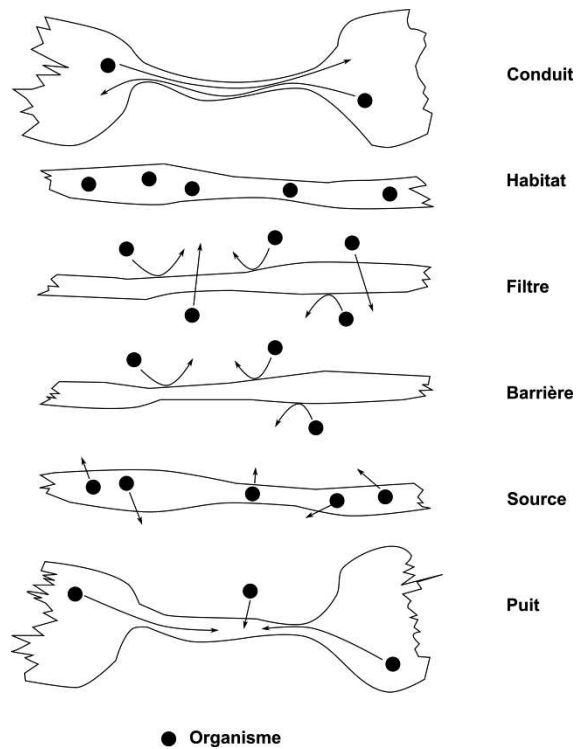 Conduit
Habitat
Filtre
Barrière
Source
Puit
Organisme